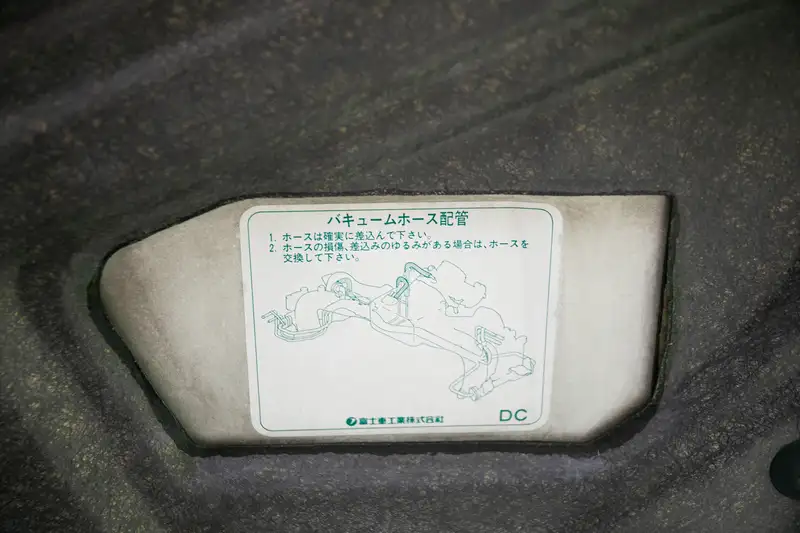 バキュームホース配管
1. ホースは確実に差込んで下さい。
2. ホースの損傷、差込みのゆるみがある場合は、ホースを
交換して下さい。
富士重工業株式会社
DC